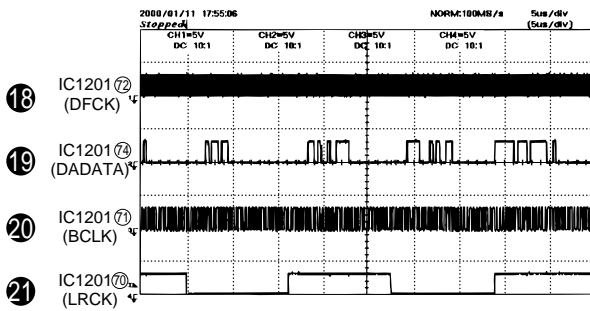 2000/01/11 17:55:06 NORM:100MS/s 5us/div
Stopped (5us/div)
CH1=5V CH2=5V CH3=5V CH4=5V
DC 10:1 DC 10:1 DC 10:1 DC 10:1
18 IC1201 72
(DFCK)
19 IC1201 74
(DADATA)
20 IC1201 71
(BCLK)
21 IC1201 70
(LRCK)